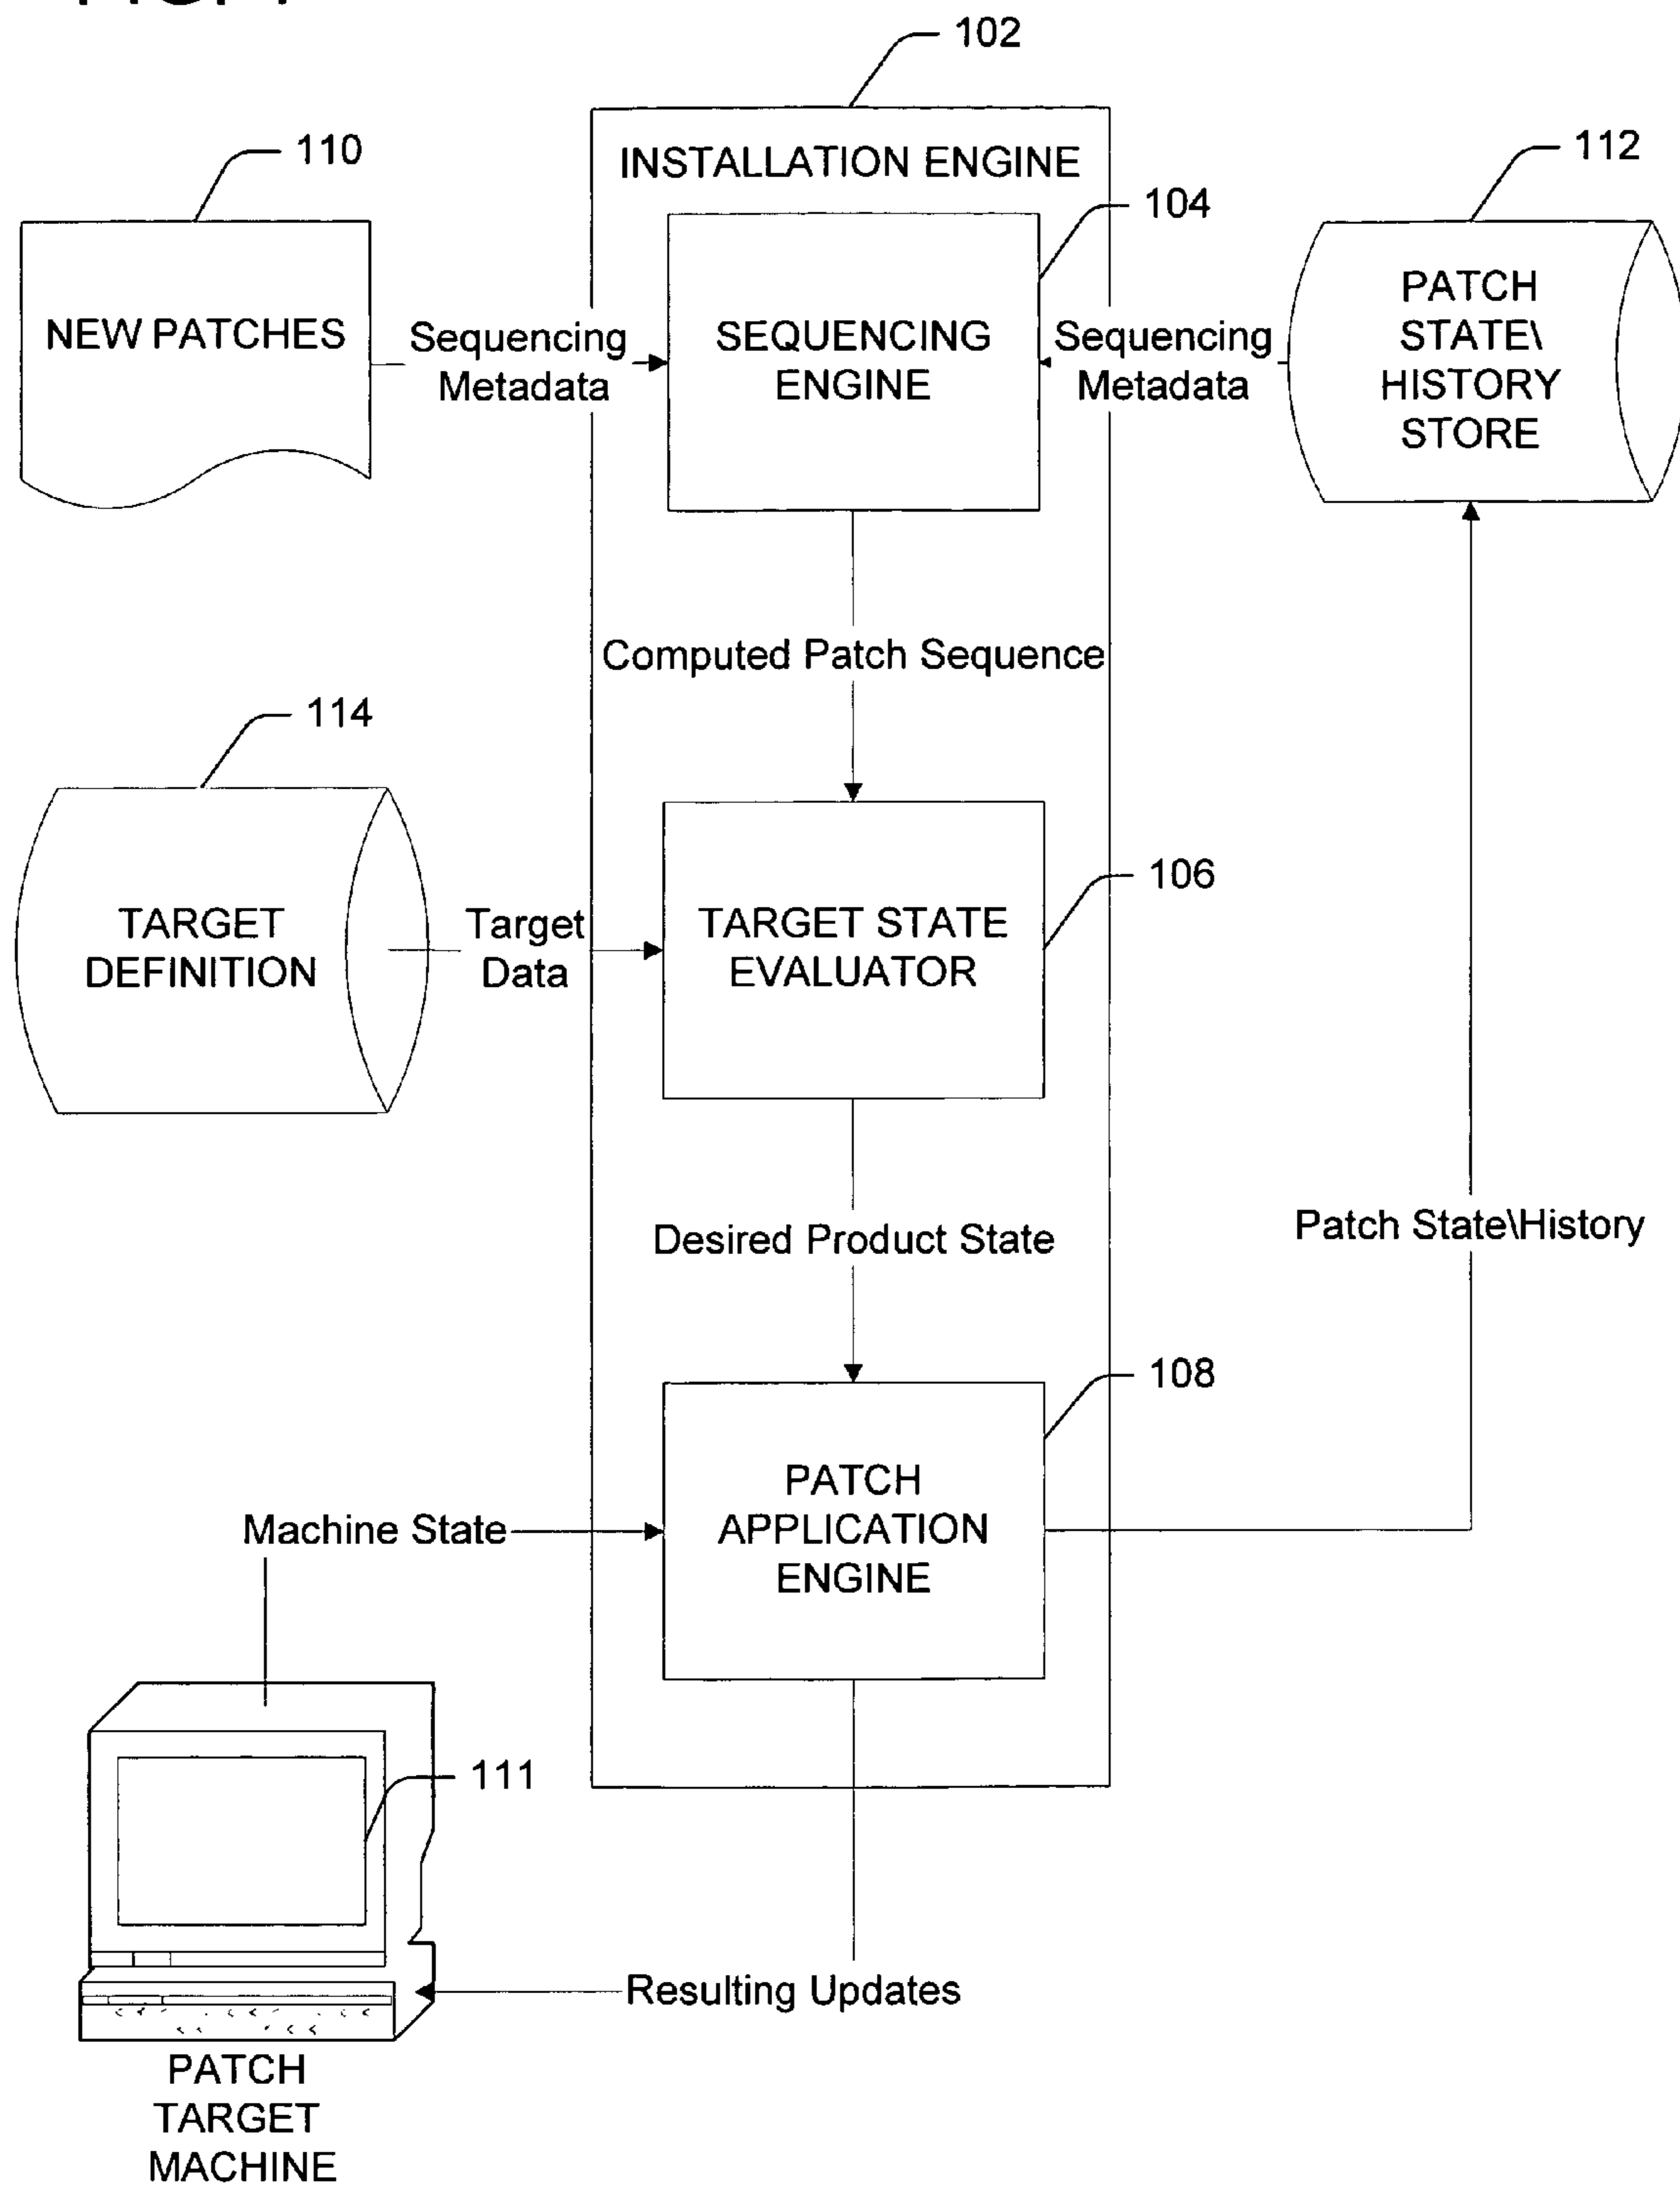 102
110
INSTALLATION ENGINE
112
104
NEW PATCHES
Sequencing
Metadata
SEQUENCING
ENGINE
Sequencing
Metadata
PATCH
STATE\
HISTORY
STORE
Computed Patch Sequence
114
106
TARGET
DEFINITION
Target
Data
TARGET STATE
EVALUATOR
Desired Product State
Patch State\History
108
Machine State
PATCH
APPLICATION
ENGINE
111
Resulting Updates
PATCH
TARGET
MACHINE